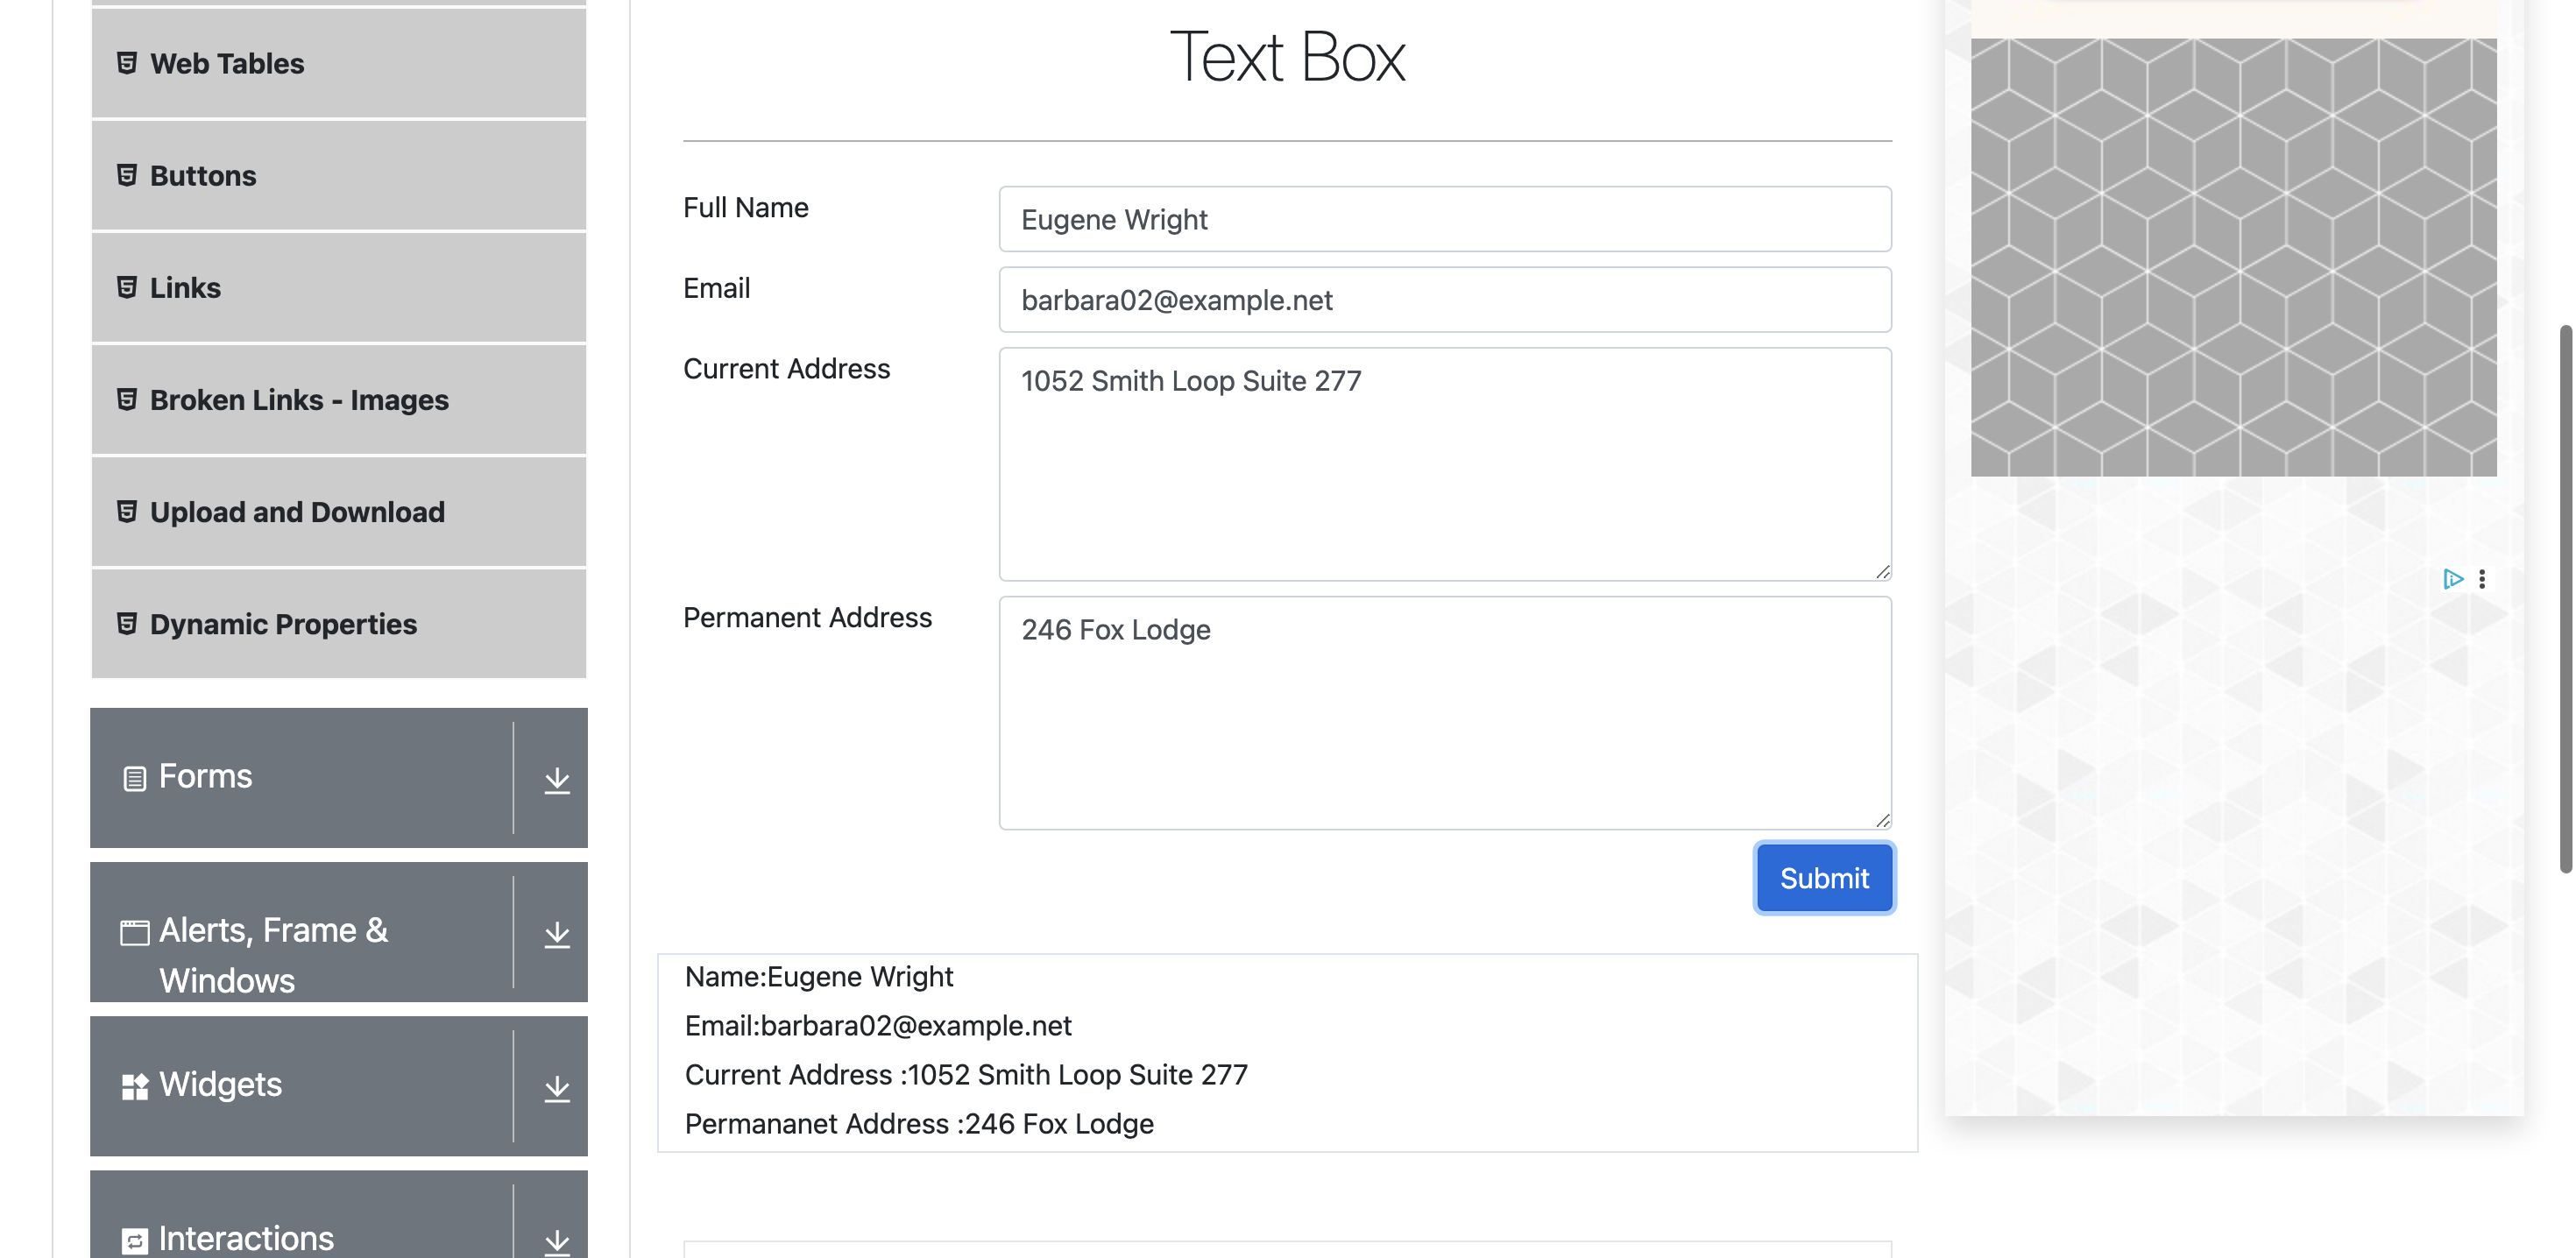 Web Tables
Buttons
Links
Broken Links - Images
Upload and Download
Dynamic Properties
Forms
Alerts, Frame &
Windows
Widgets
Interactions
Text Box
Full Name
Eugene Wright
Email
barbara02@example.net
Current Address
1052 Smith Loop Suite 277
Permanent Address
246 Fox Lodge
Submit
Name:Eugene Wright
Email:barbara02@example.net
Current Address :1052 Smith Loop Suite 277
Permananet Address :246 Fox Lodge